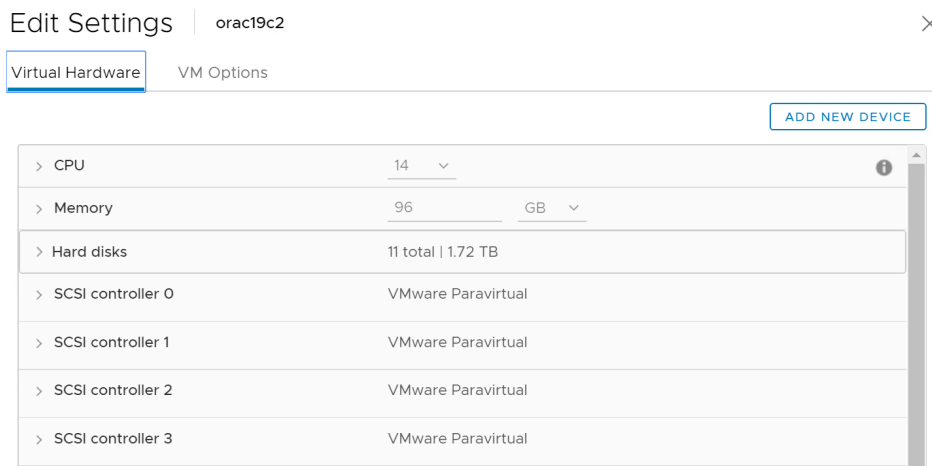 Edit Settings orac19c2
Virtual Hardware VM Options
ADD NEW DEVICE
CPU 14
Memory 96 GB
Hard disks 11 total | 1.72 TB
SCSI controller 0 VMware Paravirtual
SCSI controller 1 VMware Paravirtual
SCSI controller 2 VMware Paravirtual
SCSI controller 3 VMware Paravirtual